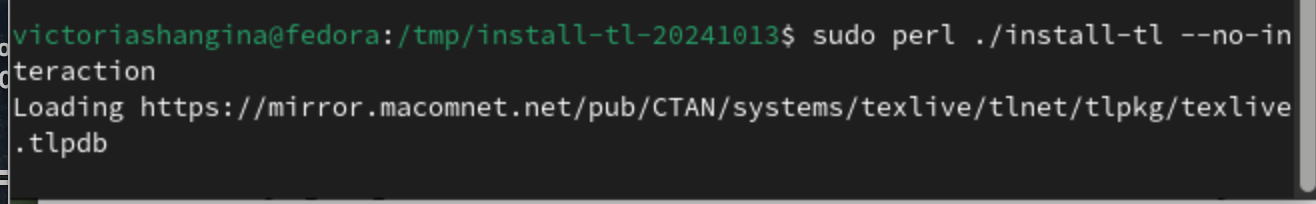 victoriashangina@fedora:/tmp/install-tl-20241013$ sudo perl ./install-tl --no-in
teraction
Loading https://mirror.macomnet.net/pub/CTAN/systems/texlive/tlnet/tlpkg/texlive
.tlpdb